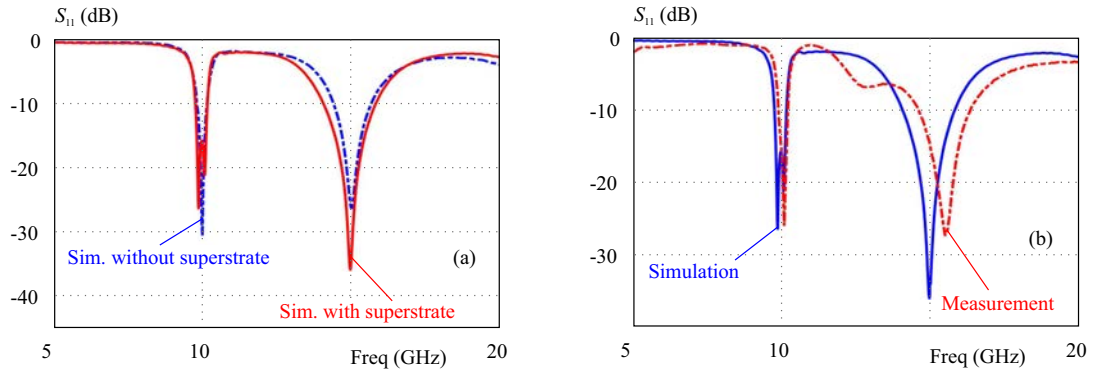 S₁₁ (dB)
0
-10
-20
-30
-40
Sim. without superstrate
Sim. with superstrate
(a)
5
10
Freq (GHz)
20
S₁₁ (dB)
0
-10
-20
-30
Simulation
Measurement
(b)
5
10
Freq (GHz)
20